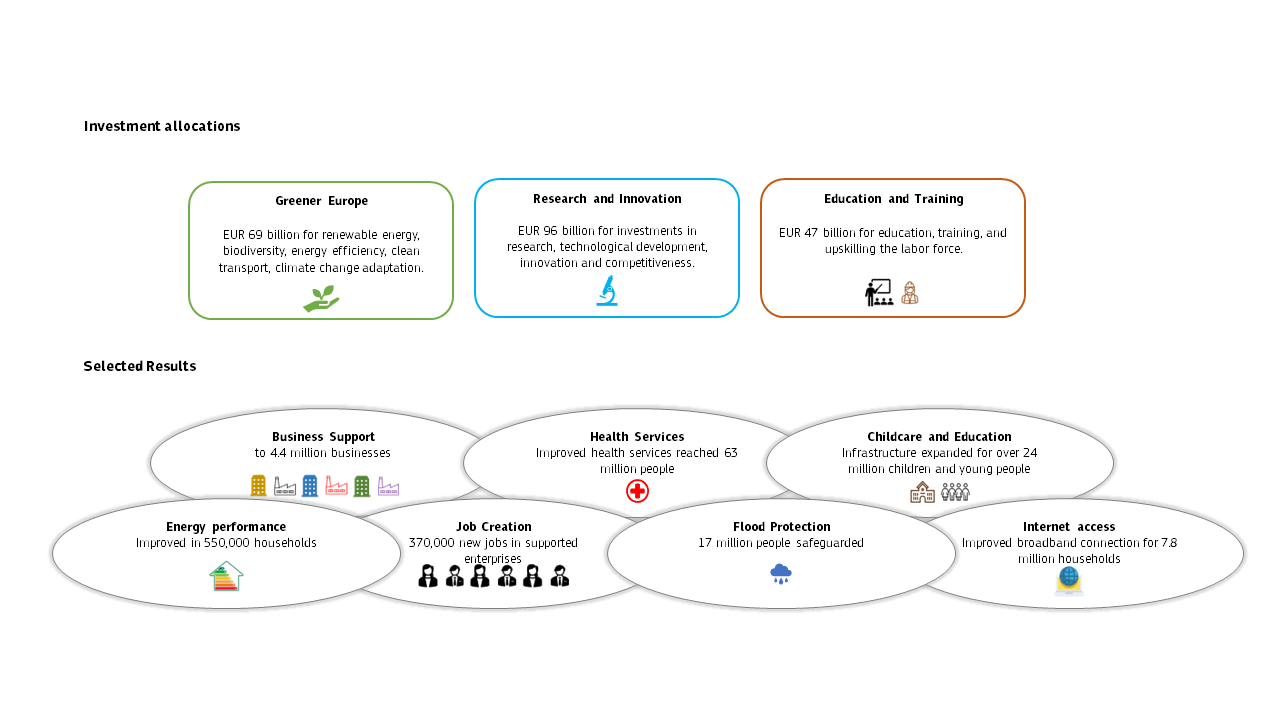 Investment allocations
Greener Europe
EUR 69 billion for renewable energy,
biodiversity, energy efficiency, clean
transport, climate change adaptation.
Research and Innovation
EUR 96 billion for investments in
research, technological development,
innovation and competitiveness.
Education and Training
EUR 47 billion for education, training, and
upskilling the labor force.
Selected Results
Business Support
to 4.4 million businesses
Health Services
Improved health services reached 63
million people
Childcare and Education
Infrastructure expanded for over 24
million children and young people
Energy performance
Improved in 550,000 households
Job Creation
370,000 new jobs in supported
enterprises
Flood Protection
17 million people safeguarded
Internet access
Improved broadband connection for 7.8
million households